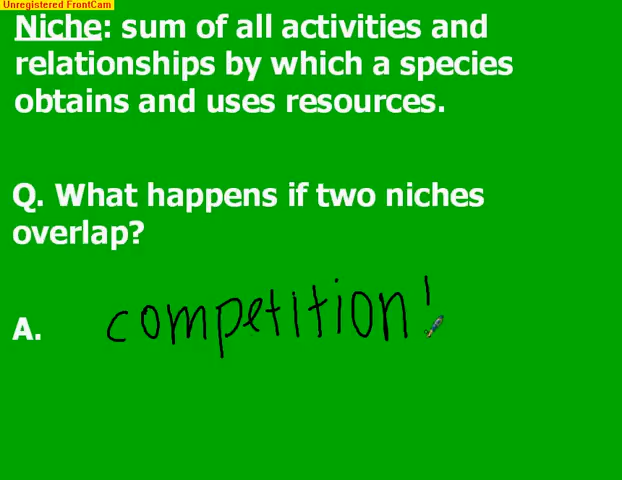 Unregistered FrontCam
Niche: sum of all activities and
relationships by which a species
obtains and uses resources.
Q. What happens if two niches
overlap?
A. competition!